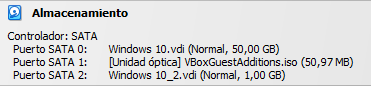 Almacenamiento
Controlador: SATA
Puerto SATA 0: Windows 10.vdi (Normal, 50,00 GB)
Puerto SATA 1: [Unidad óptica] VBoxGuestAdditions.iso (50,97 MB)
Puerto SATA 2: Windows 10_2.vdi (Normal, 1,00 GB)